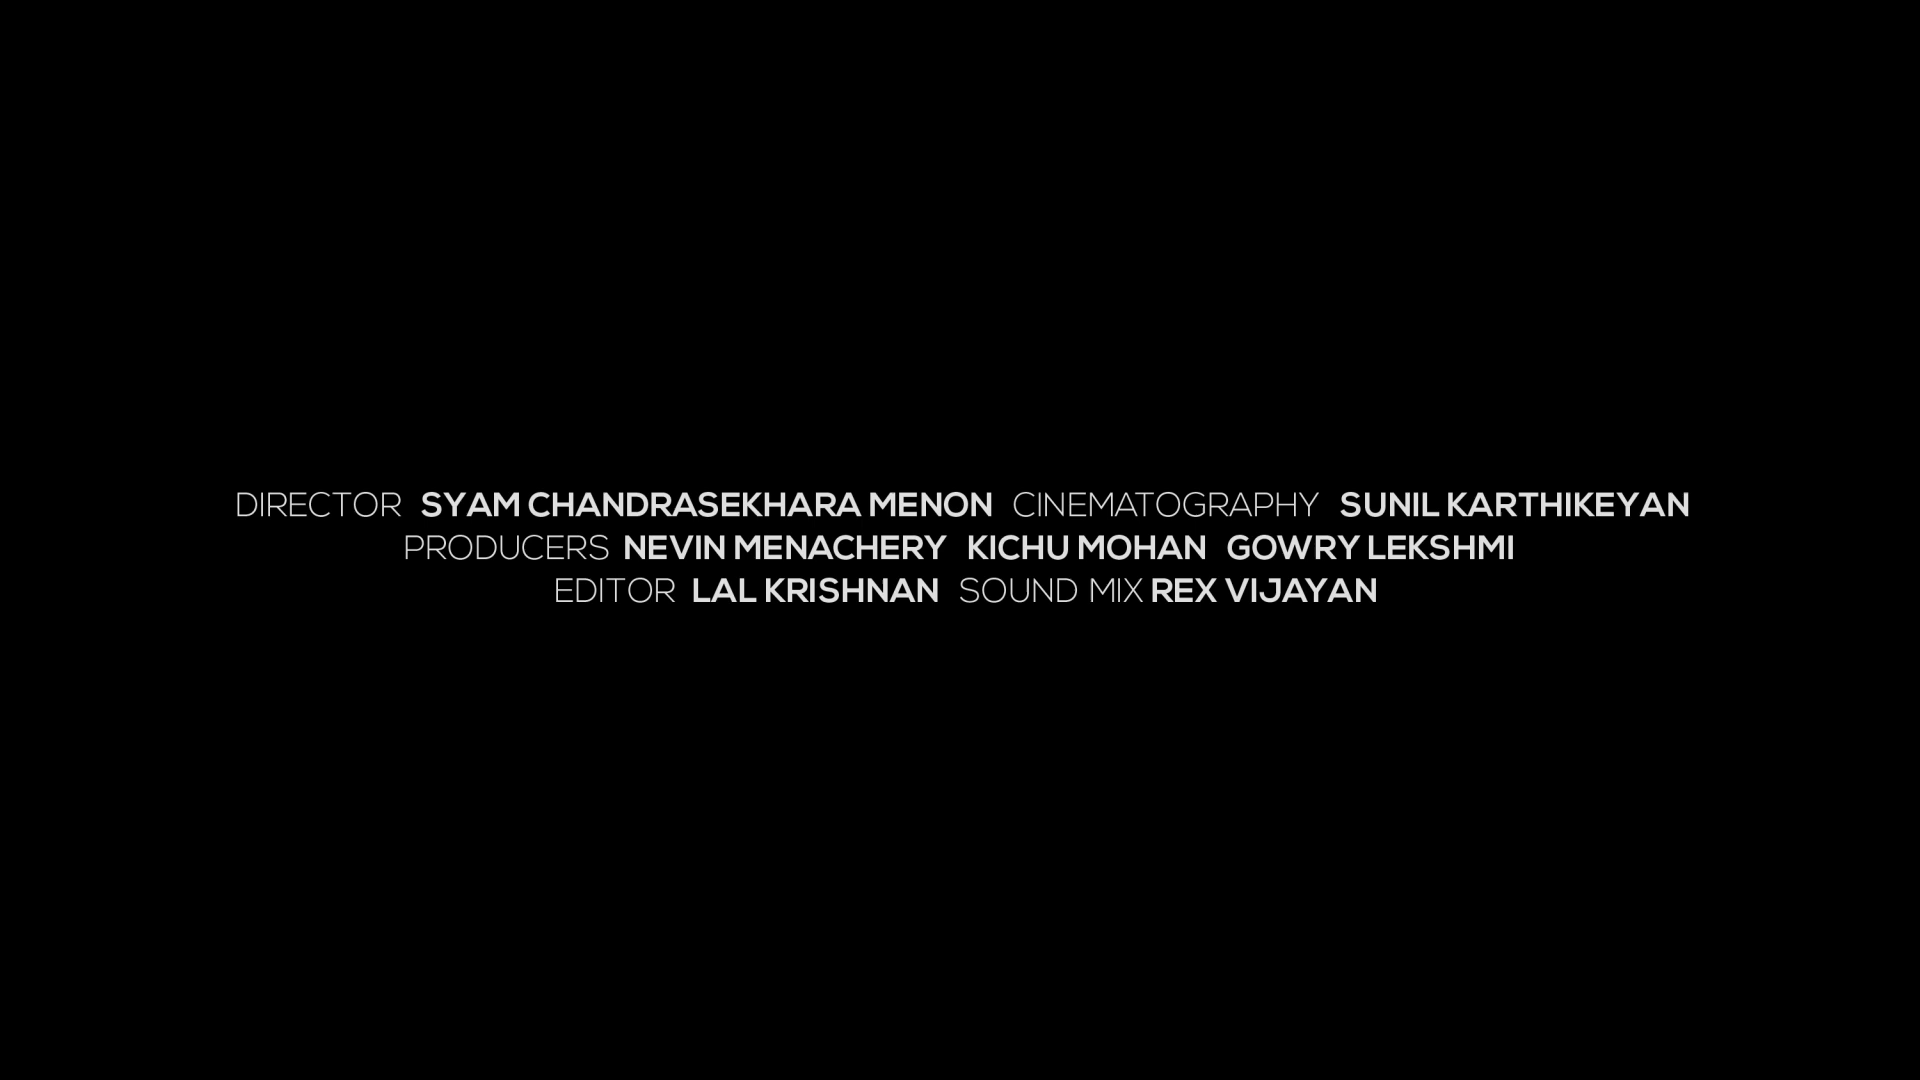 DIRECTOR SYAM CHANDRASEKHARA MENON CINEMATOGRAPHY SUNIL KARTHIKEYAN
PRODUCERS NEVIN MENACHERY KICHU MOHAN GOWRY LEKSHMI
EDITOR LAL KRISHNAN SOUND MIX REX VIJAYAN